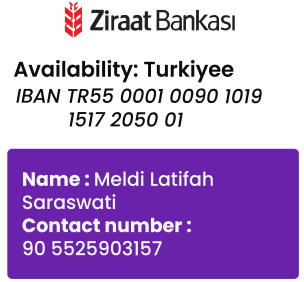 Ziraat Bankası
Availability: Turkiyee
IBAN TR55 0001 0090 1019
1517 2050 01
Name : Meldi Latifah
Saraswati
Contact number :
90 5525903157